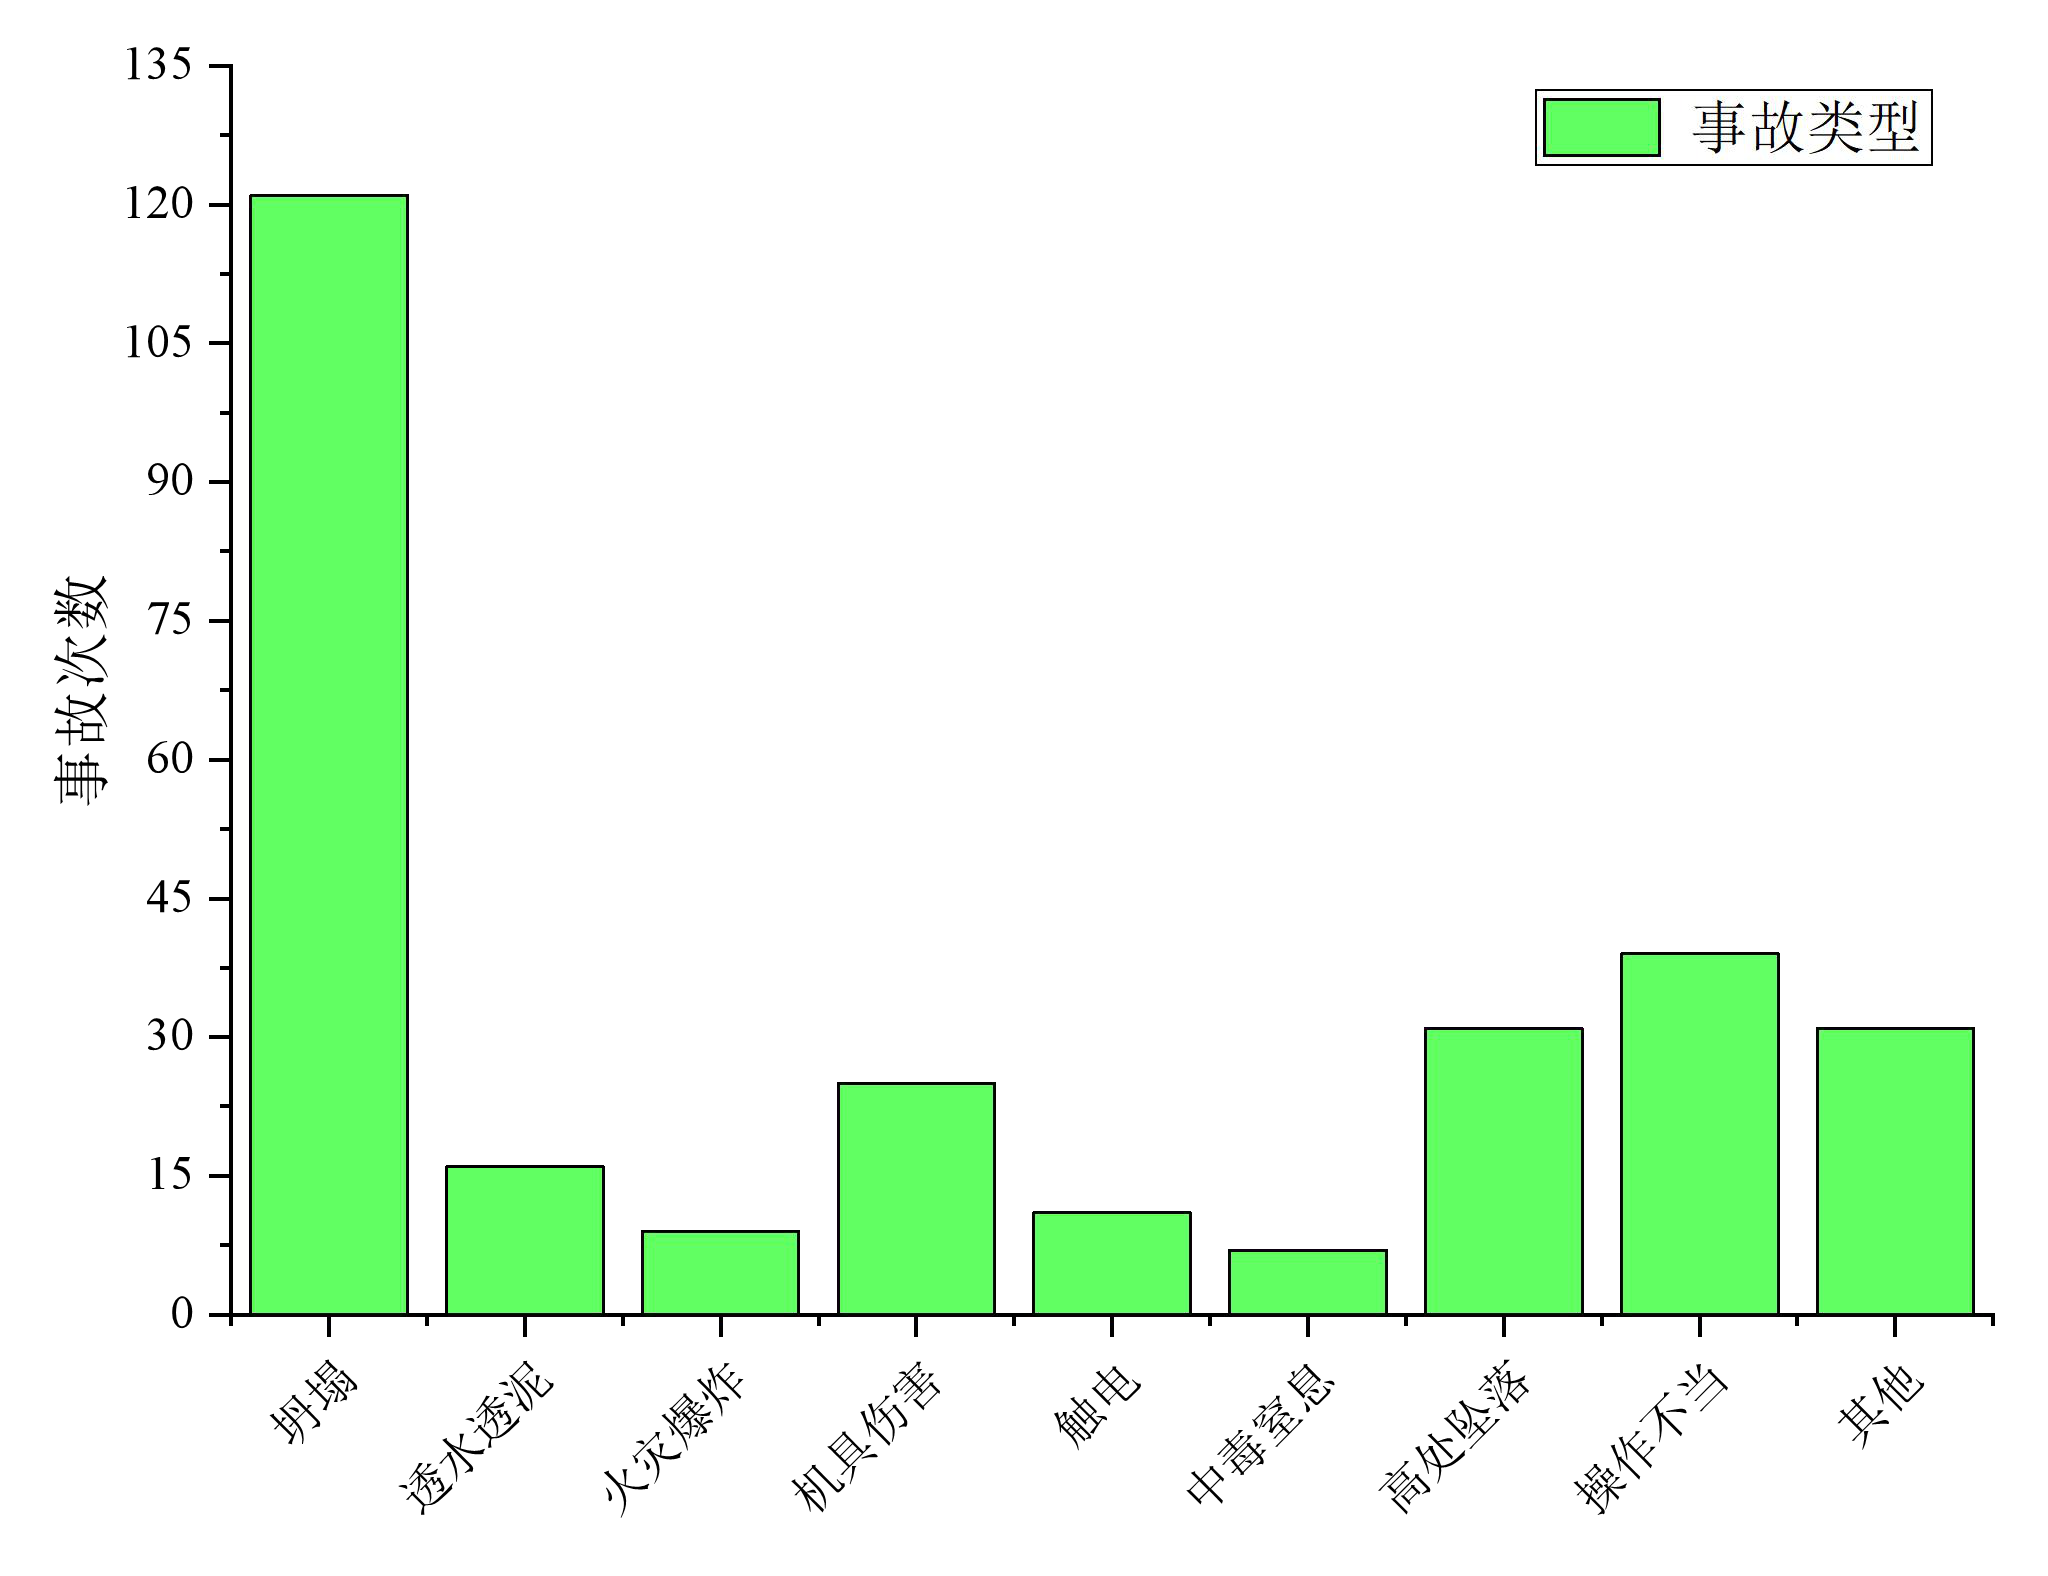 135
120
105
90
75
60
45
30
15
0
事故次数
事故类型
坍塌
透水透泥
火灾爆炸
机具伤害
触电
中毒窒息
高处坠落
操作不当
其他